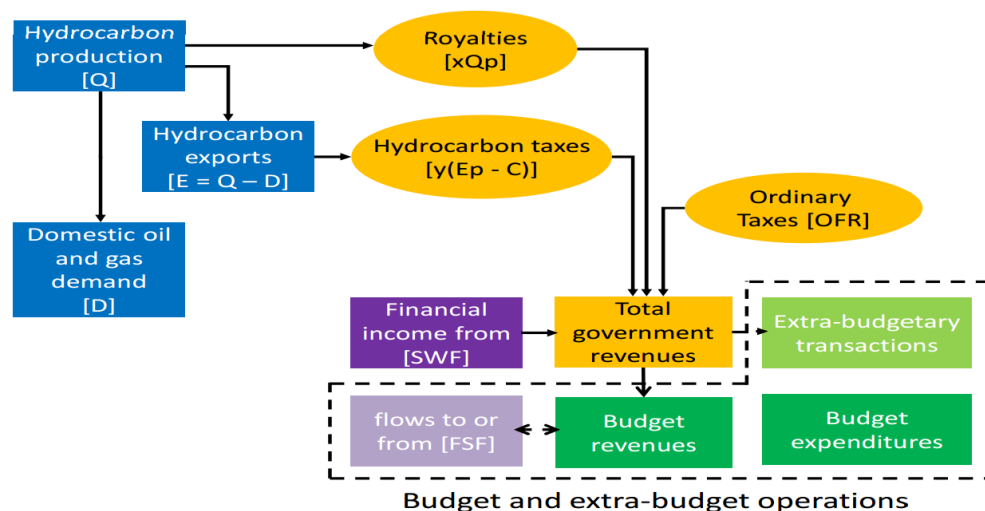 Hydrocarbon
production
[Q]
Royalties
[xQp]
Hydrocarbon
exports
[E = Q – D]
Hydrocarbon taxes
[y(Ep - C)]
Ordinary
Taxes [OFR]
Domestic oil
and gas
demand
[D]
Financial
income from
[SWF]
Total
government
revenues
Extra-budgetary
transactions
flows to or
from [FSF]
Budget
revenues
Budget
expenditures
Budget and extra-budget operations